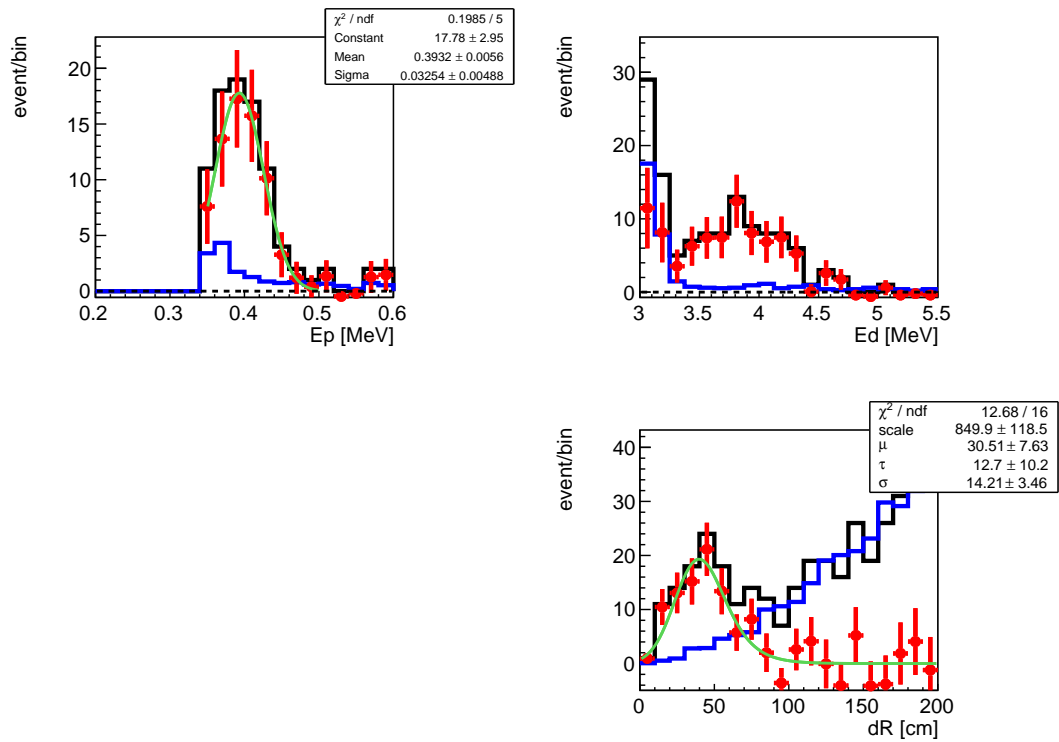 χ² / ndf 0.1985 / 5
Constant 17.78 ± 2.95
Mean 0.3932 ± 0.0056
Sigma 0.03254 ± 0.00488
event/bin
20
15
10
5
0
0.2 0.3 0.4 0.5 0.6
Ep [MeV]
event/bin
30
20
10
0
3 3.5 4 4.5 5 5.5
Ed [MeV]
χ² / ndf 12.68 / 16
scale 849.9 ± 118.5
μ 30.51 ± 7.63
τ 12.7 ± 10.2
σ 14.21 ± 3.46
event/bin
40
30
20
10
0
0 50 100 150 200
dR [cm]